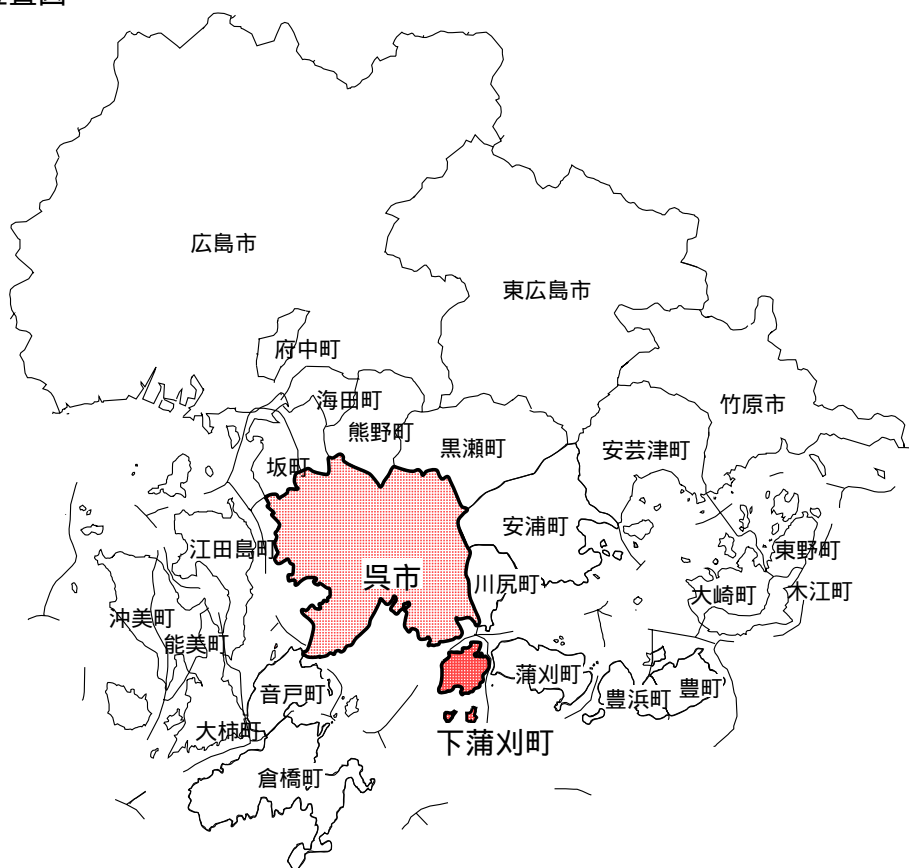 広島市
東広島市
府中町
海田町
竹原市
熊野町
黒瀬町
安芸津町
坂町
安浦町
江田島町
東野町
呉市
川尻町
大崎町
木江町
沖美町
能美町
蒲刈町
音戸町
豊浜町
豊町
大柿町
下蒲刈町
倉橋町